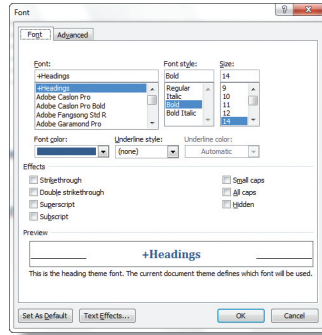 Font
? X
Font Advanced
Font: Font style: Size:
+Headings Bold 14
+Headings Regular 9
Adobe Caslon Pro Italic 10
Adobe Caslon Pro Bold Bold 11
Adobe Fangsong Std R Bold Italic 12
Adobe Garamond Pro 14
Font color: Underline style: Underline color:
(none) Automatic
Effects
Strikethrough Small caps
Double strikethrough All caps
Superscript Hidden
Subscript
Preview
+Headings
This is the heading theme font. The current document theme defines which font will be used.
Set As Default Text Effects... OK Cancel